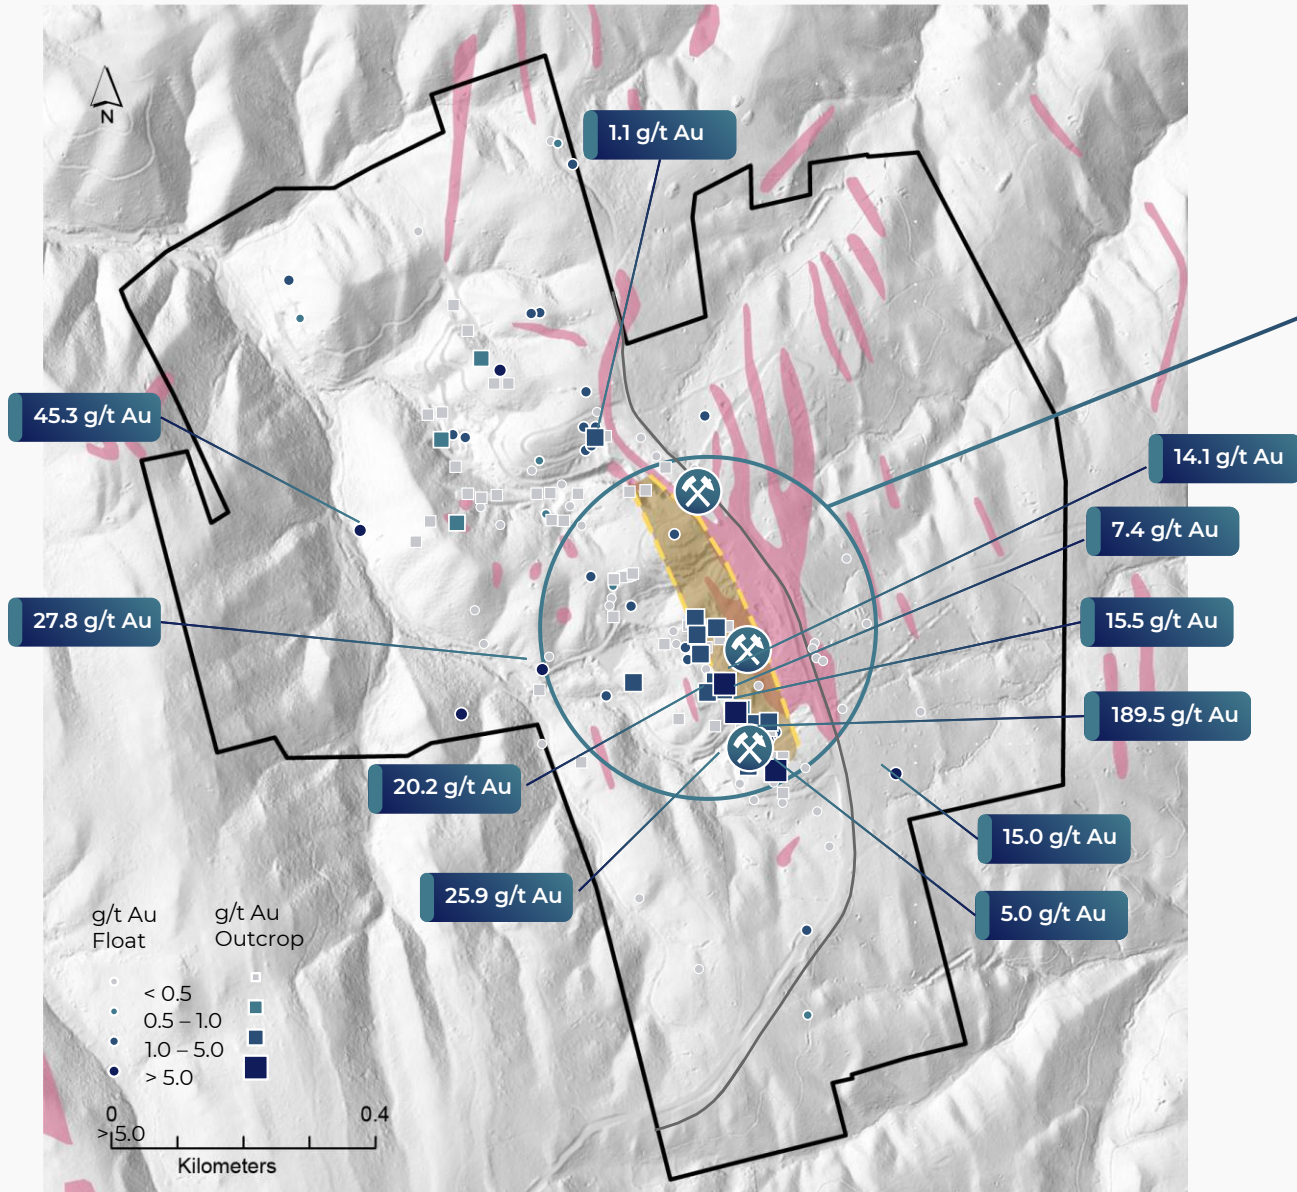 N
1.1 g/t Au
45.3 g/t Au
14.1 g/t Au
7.4 g/t Au
27.8 g/t Au
15.5 g/t Au
189.5 g/t Au
20.2 g/t Au
15.0 g/t Au
25.9 g/t Au
5.0 g/t Au
g/t Au
Float
g/t Au
Outcrop
< 0.5
0.5 – 1.0
1.0 – 5.0
> 5.0
0
0.4
> 5.0
Kilometers